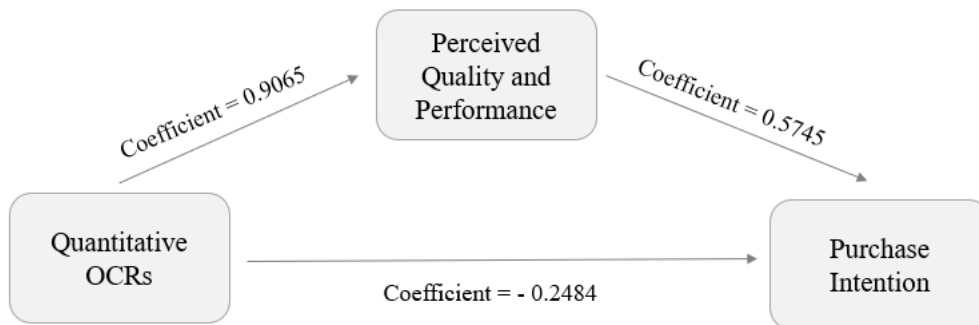 Perceived
Quality and
Performance
Coefficient = 0.9065
Coefficient = 0.5745
Quantitative
OCRs
Purchase
Intention
Coefficient = - 0.2484